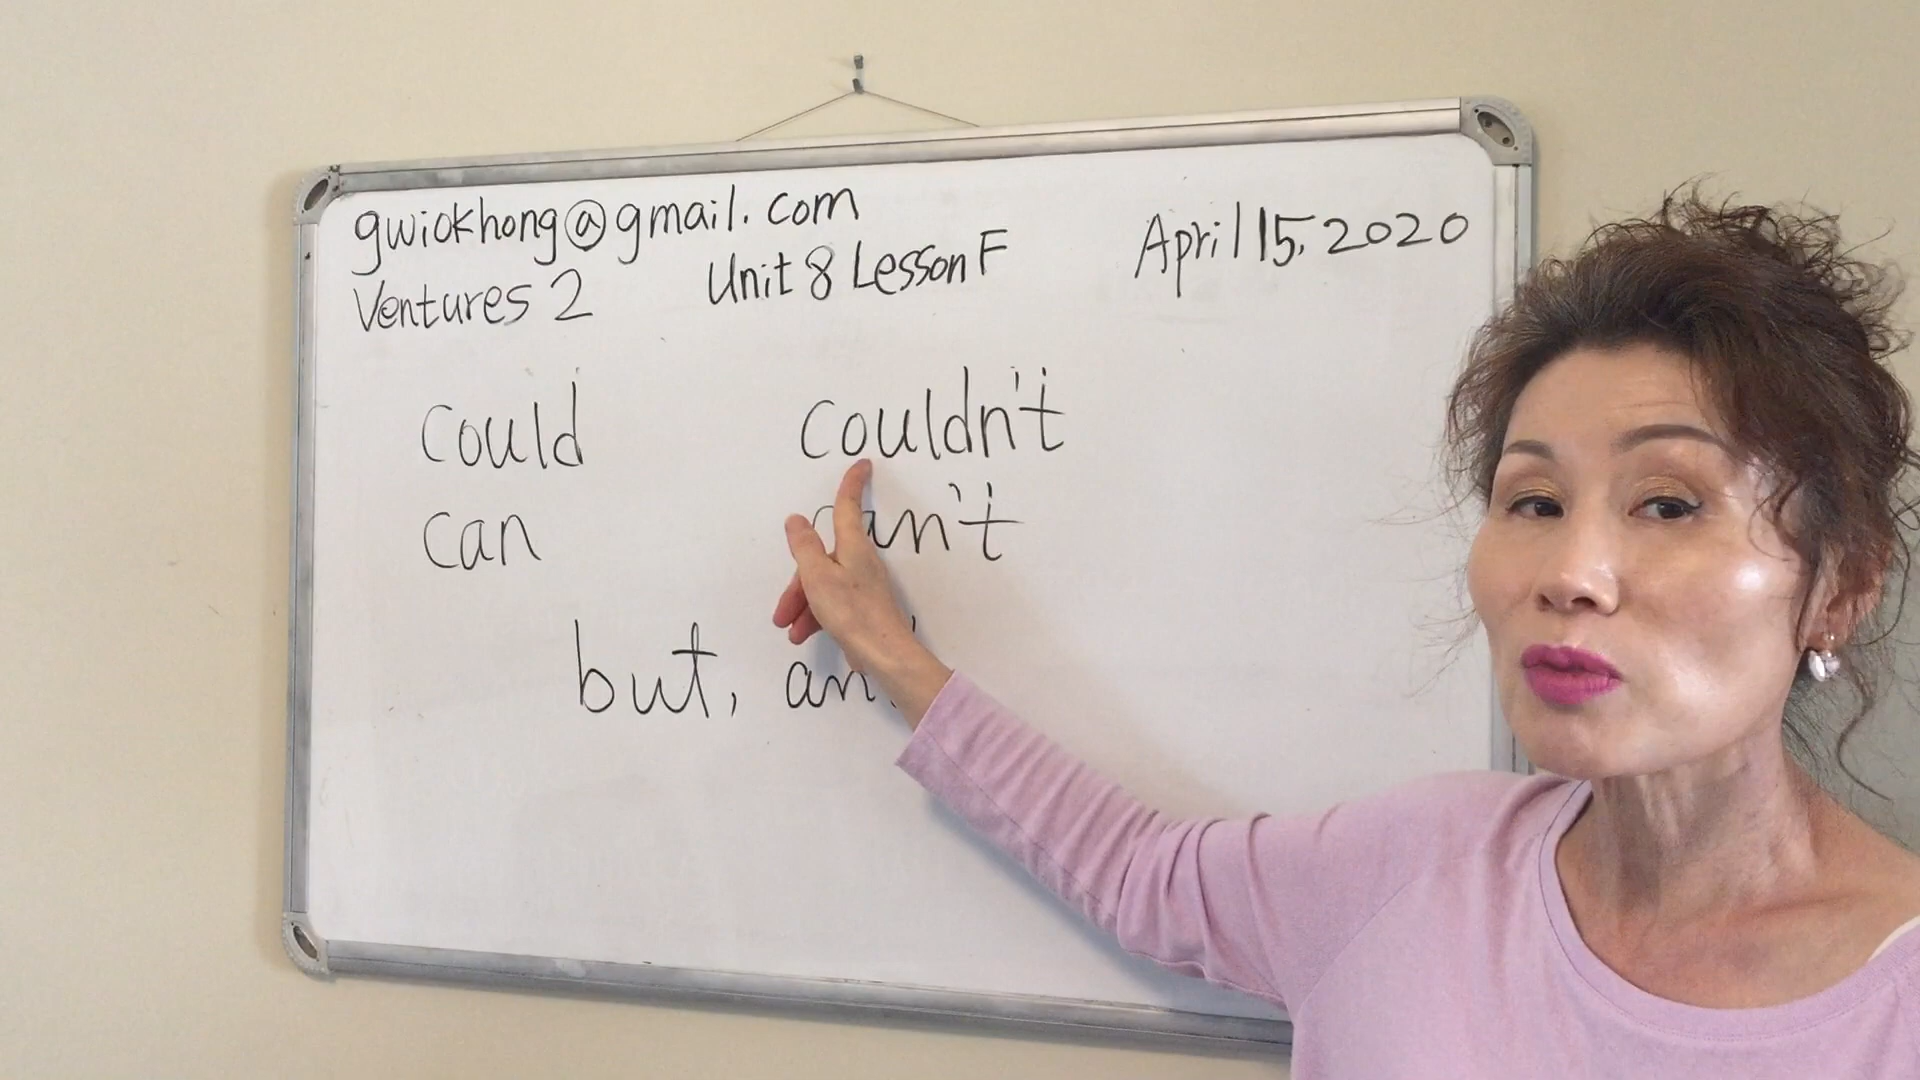 gwiokhong@gmail.com
April 15, 2020
Ventures 2 Unit 8 Lesson F
could couldn't
can
but,